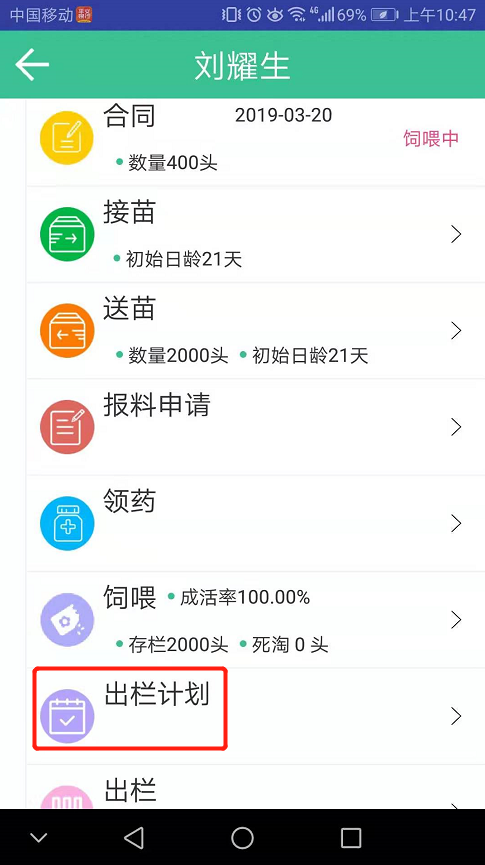 中国移动 4G 69% 上午10:47
刘耀生
合同 2019-03-20
饲喂中
数量400头
接苗
初始日龄21天
送苗
数量2000头 初始日龄21天
报料申请
领药
饲喂 成活率100.00%
存栏2000头 死淘 0 头
出栏计划
出栏